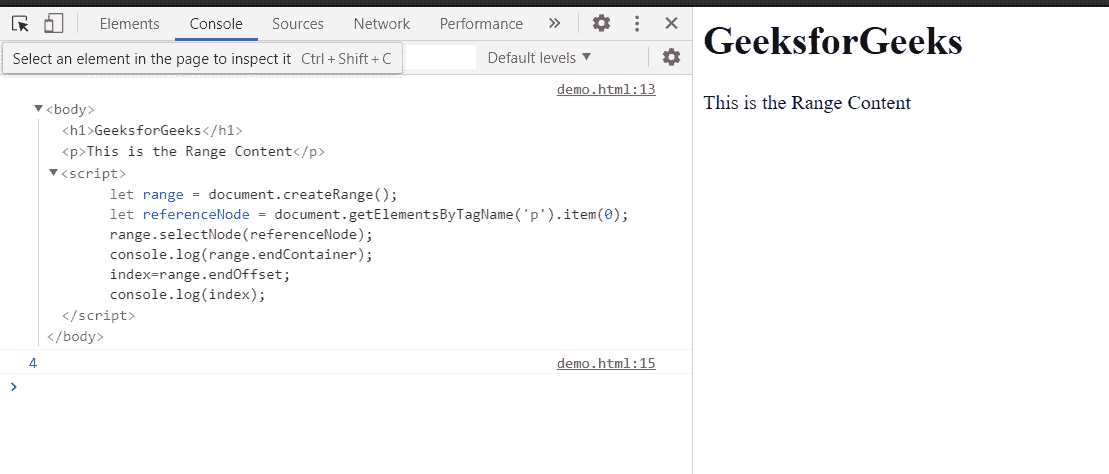 Elements Console Sources Network Performance »
Select an element in the page to inspect it Ctrl + Shift + C Default levels ▼
demo.html:13
▼<body>
<h1>GeeksforGeeks</h1>
<p>This is the Range Content</p>
▼<script>
let range = document.createRange();
let referenceNode = document.getElementsByTagName('p').item(0);
range.selectNode(referenceNode);
console.log(range.endContainer);
index=range.endOffset;
console.log(index);
</script>
</body>
4 demo.html:15
>
GeeksforGeeks
This is the Range Content